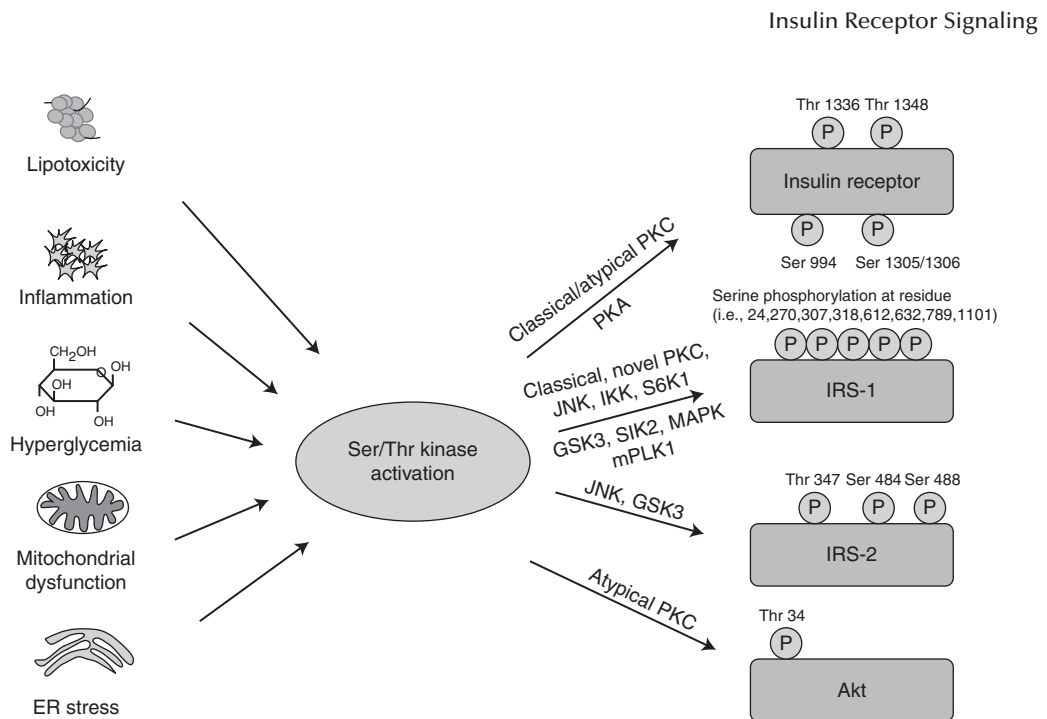 Insulin Receptor Signaling
Lipotoxicity
Inflammation
CH2OH
O
OH
OH
OH
OH
Hyperglycemia
Mitochondrial
dysfunction
ER stress
Ser/Thr kinase
activation
Classical/atypical PKC
PKA
Classical, novel PKC,
JNK, IKK, S6K1
GSK3, SIK2, MAPK
mPLK1
JNK, GSK3
Atypical PKC
Thr 1336 Thr 1348
P P
Insulin receptor
P P
Ser 994 Ser 1305/1306
Serine phosphorylation at residue
(i.e., 24,270,307,318,612,632,789,1101)
P P P P P
IRS-1
Thr 347 Ser 484 Ser 488
P P P
IRS-2
Thr 34
P
Akt